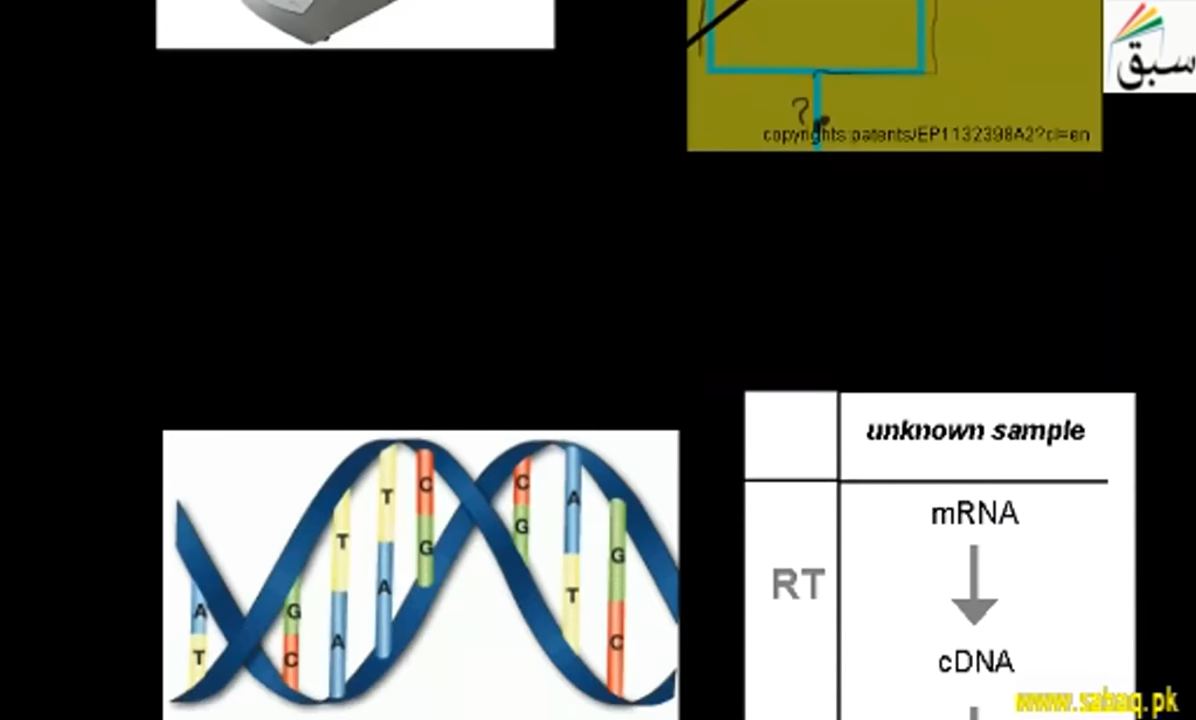 سبق
?
copyrights:patents/EP1132398A2?cl=en
unknown sample
mRNA
RT
cDNA
A T
G C
T A
T A
C G
C G
A T
G C
www.sabaq.pk